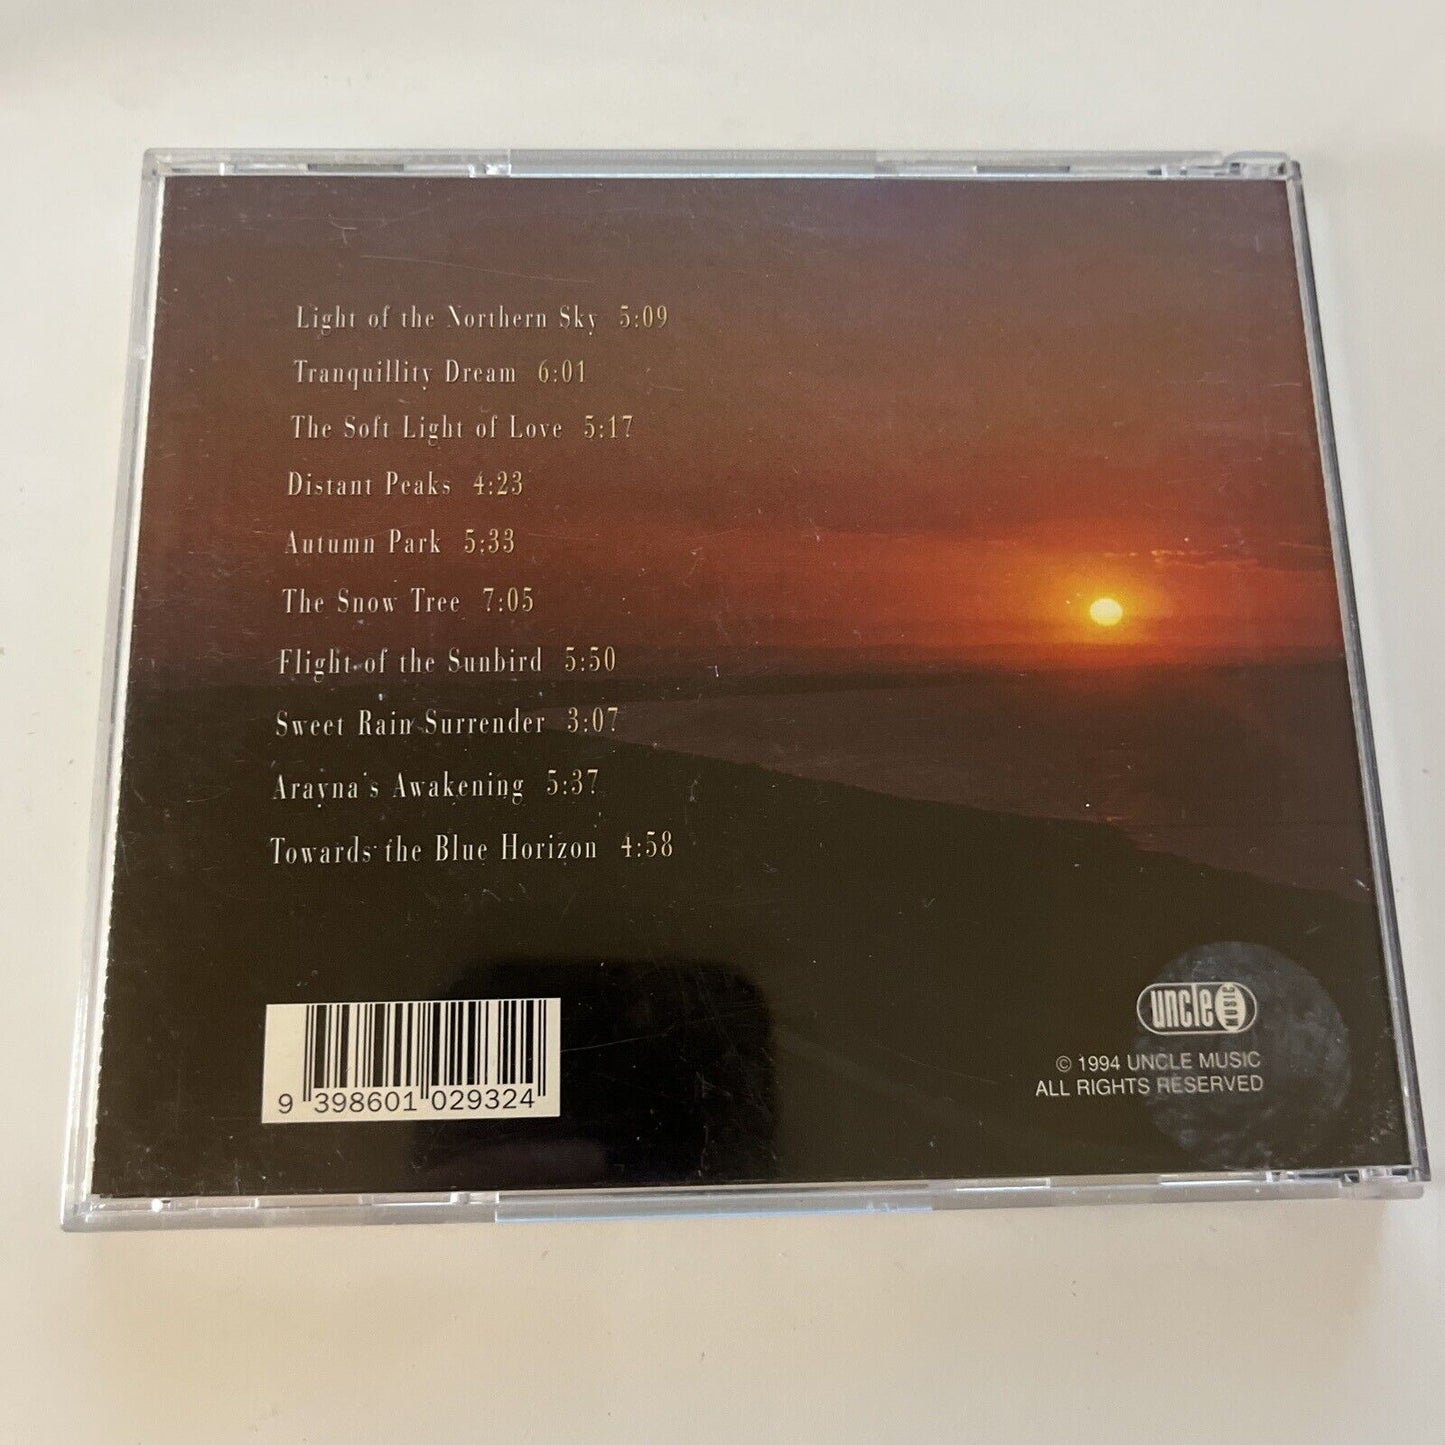 Light of the Northern Sky 5:09
Tranquillity Dream 6:01
The Soft Light of Love 5:17
Distant Peaks 4:23
Autumn Park 5:33
The Snow Tree 7:05
Flight of the Sunbird 5:50
Sweet Rain Surrender 3:07
Arayna's Awakening 5:37
Towards the Blue Horizon 4:58
9 398601 029324
uncle MUSIC
© 1994 UNCLE MUSIC
ALL RIGHTS RESERVED